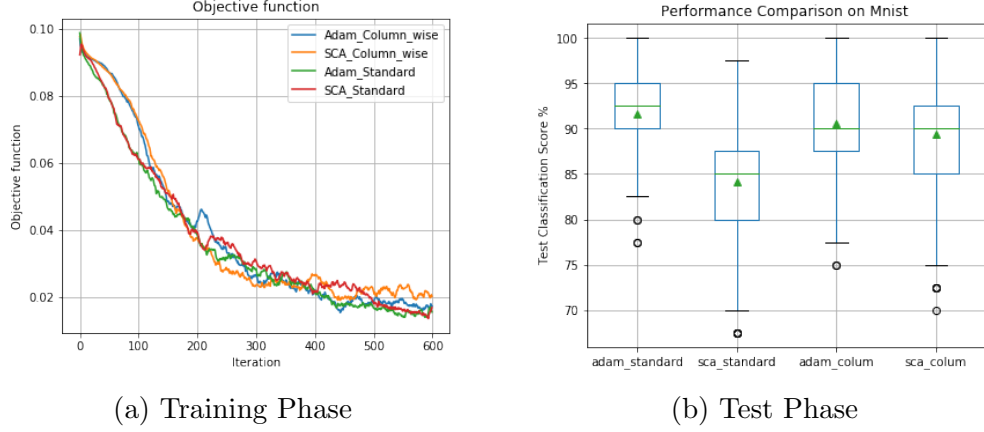 Objective function
Objective function
0.10
0.08
0.06
0.04
0.02
0
100
200
300
400
500
600
Iteration
Adam_Column_wise
SCA_Column_wise
Adam_Standard
SCA_Standard
(a) Training Phase
Performance Comparison on Mnist
Test Classification Score %
100
95
90
85
80
75
70
adam_standard
sca_standard
adam_colum
sca_colum
(b) Test Phase